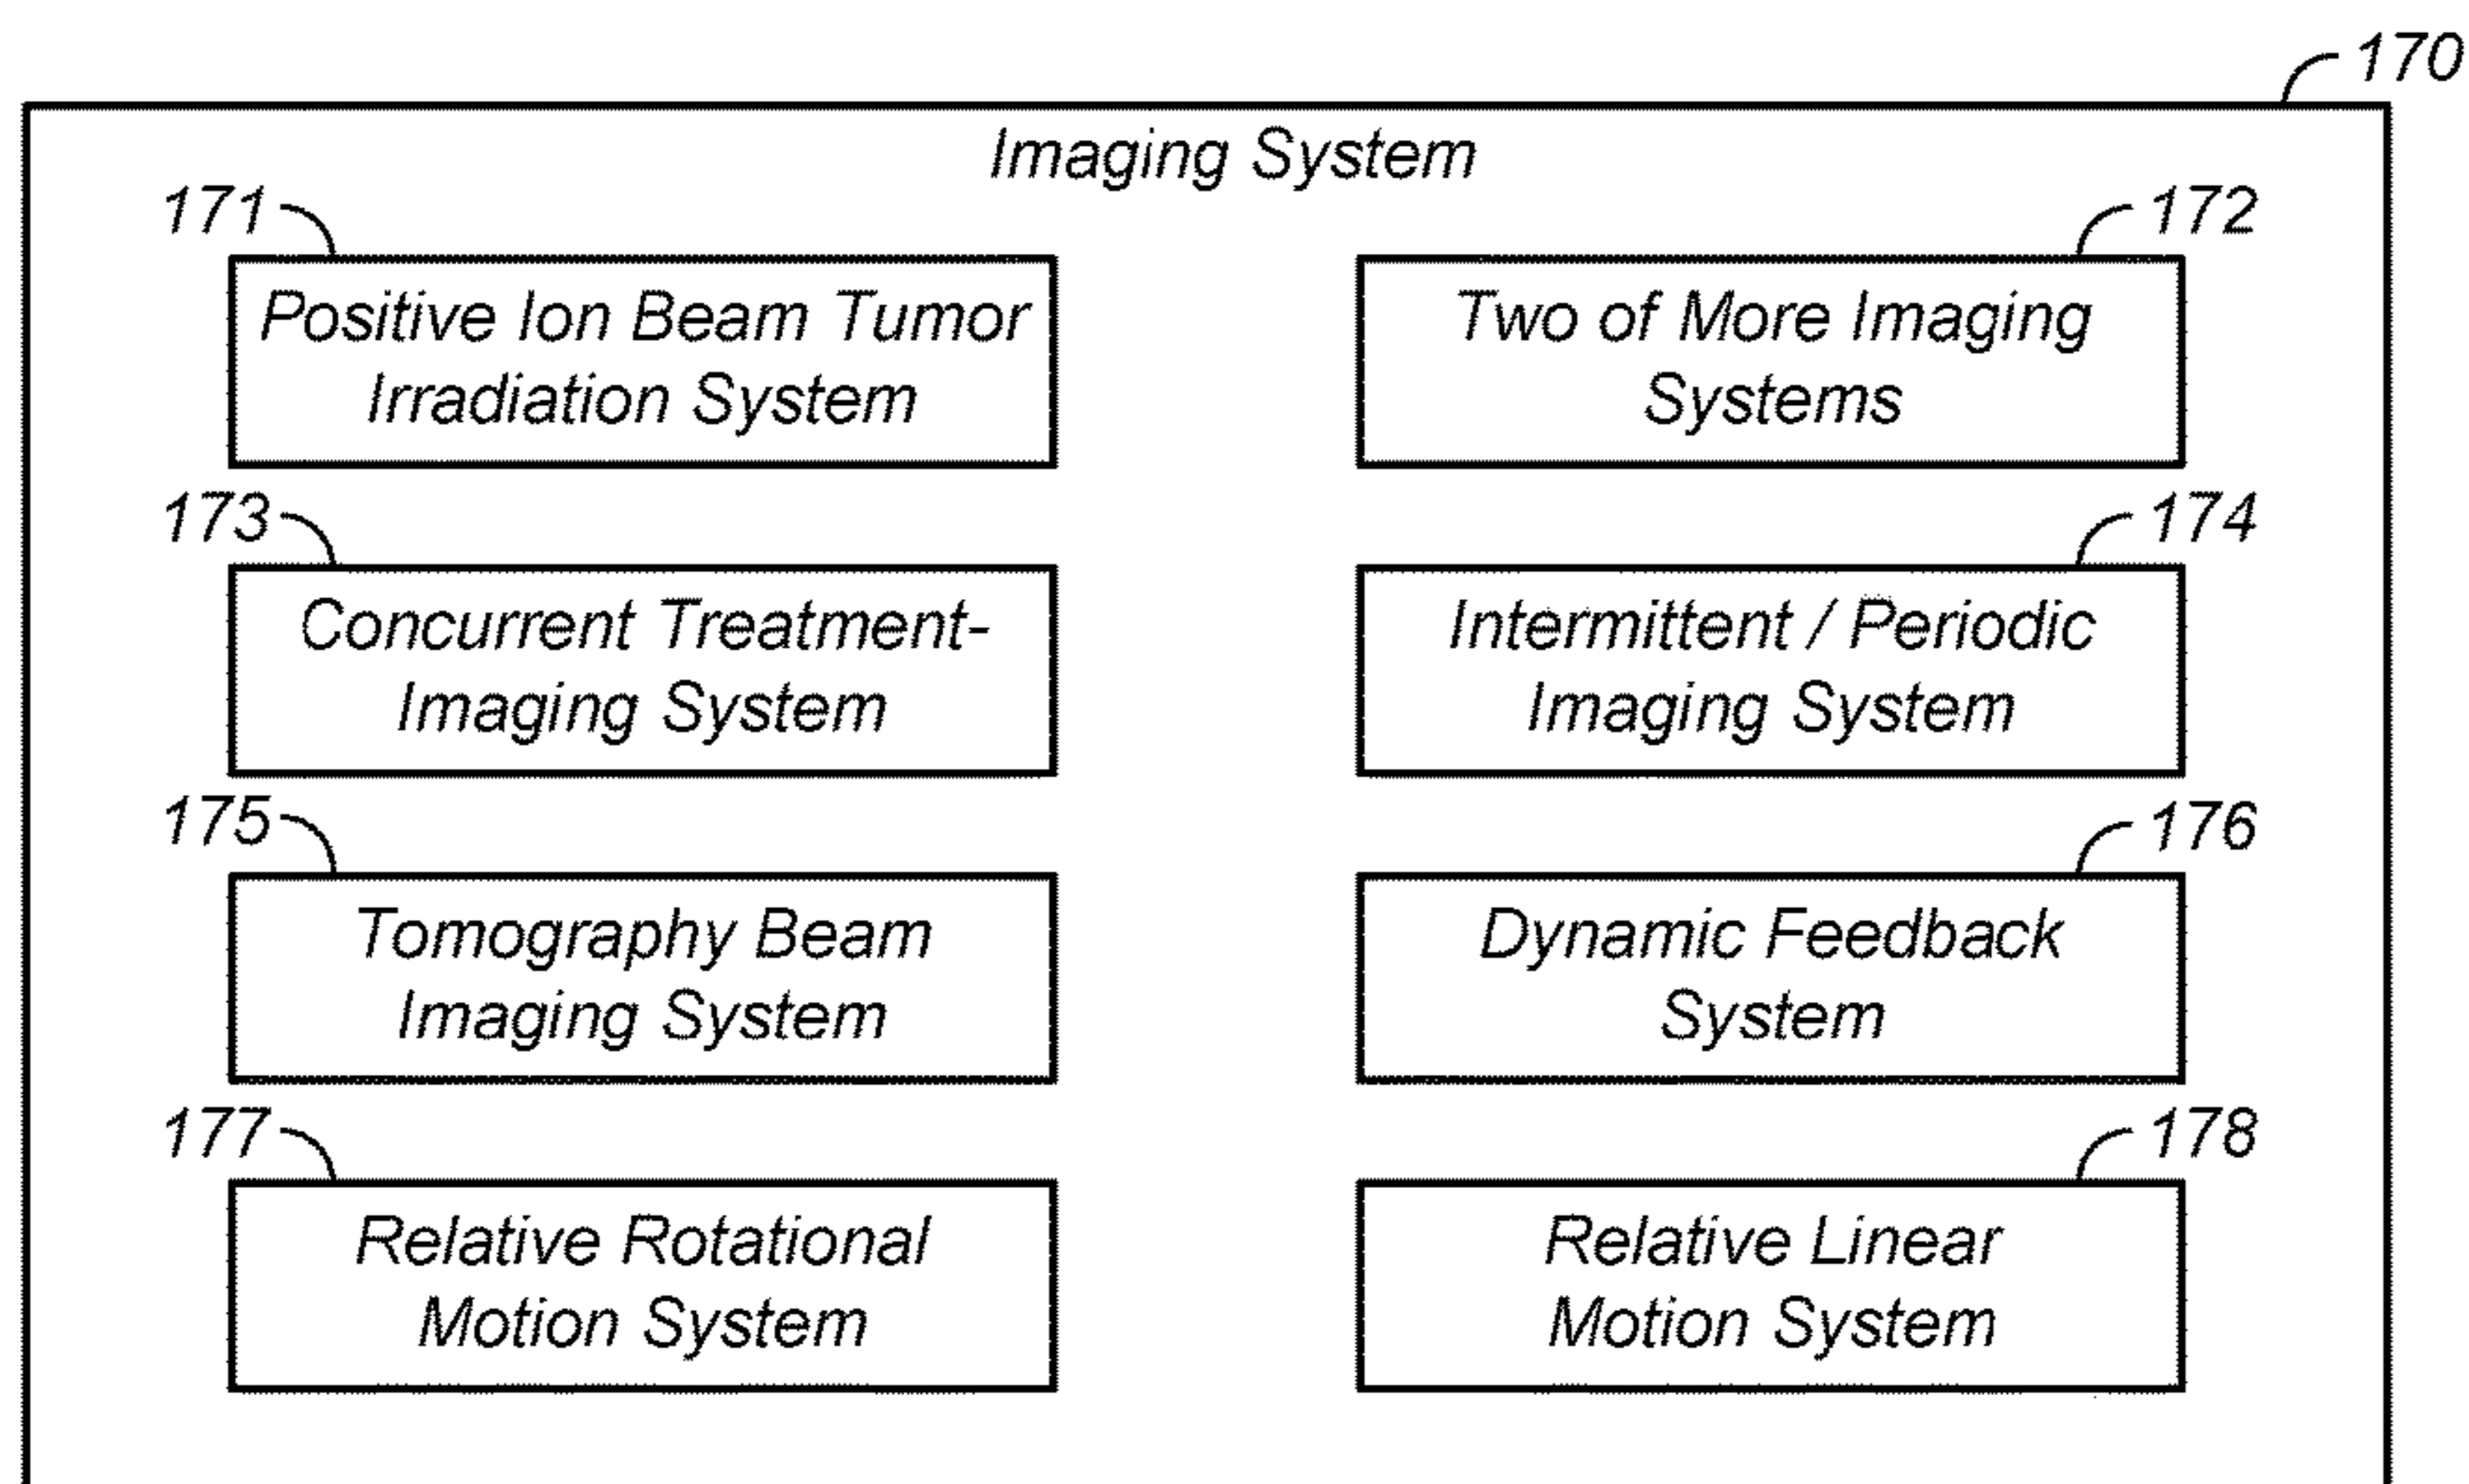 170
Imaging System
171
172
Positive Ion Beam Tumor
Irradiation System
Two of More Imaging
Systems
173
174
Concurrent Treatment-
Imaging System
Intermittent / Periodic
Imaging System
175
176
Tomography Beam
Imaging System
Dynamic Feedback
System
177
178
Relative Rotational
Motion System
Relative Linear
Motion System